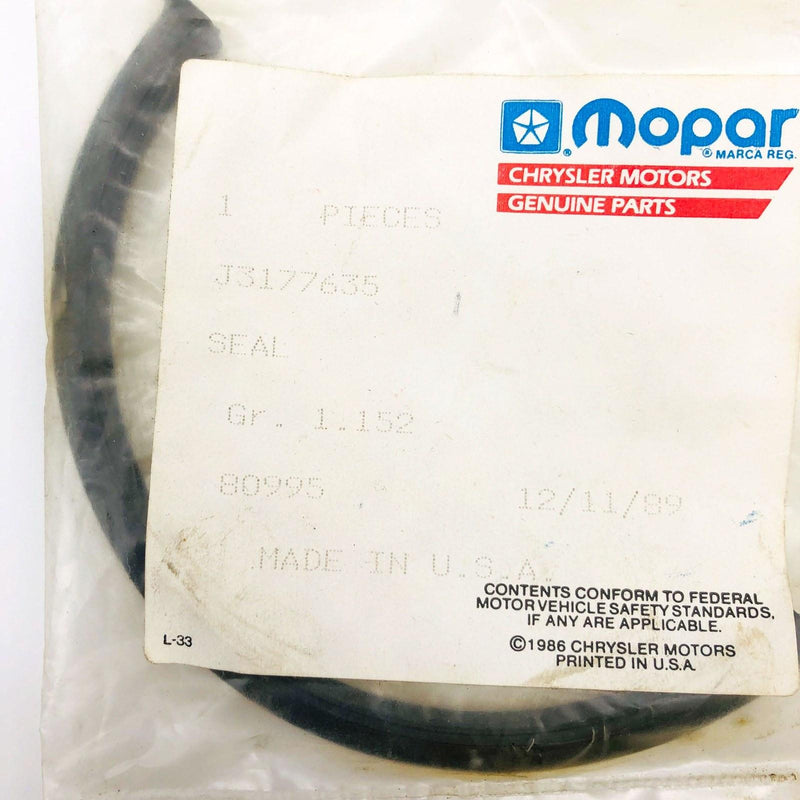 Mopar®
® MARCA REG.
CHRYSLER MOTORS
GENUINE PARTS
1 PIECES
J3177635
SEAL
Gr. 1.152
80995 12/11/89
MADE IN U.S.A.
CONTENTS CONFORM TO FEDERAL
MOTOR VEHICLE SAFETY STANDARDS,
IF ANY ARE APPLICABLE.
L-33
©1986 CHRYSLER MOTORS
PRINTED IN U.S.A.